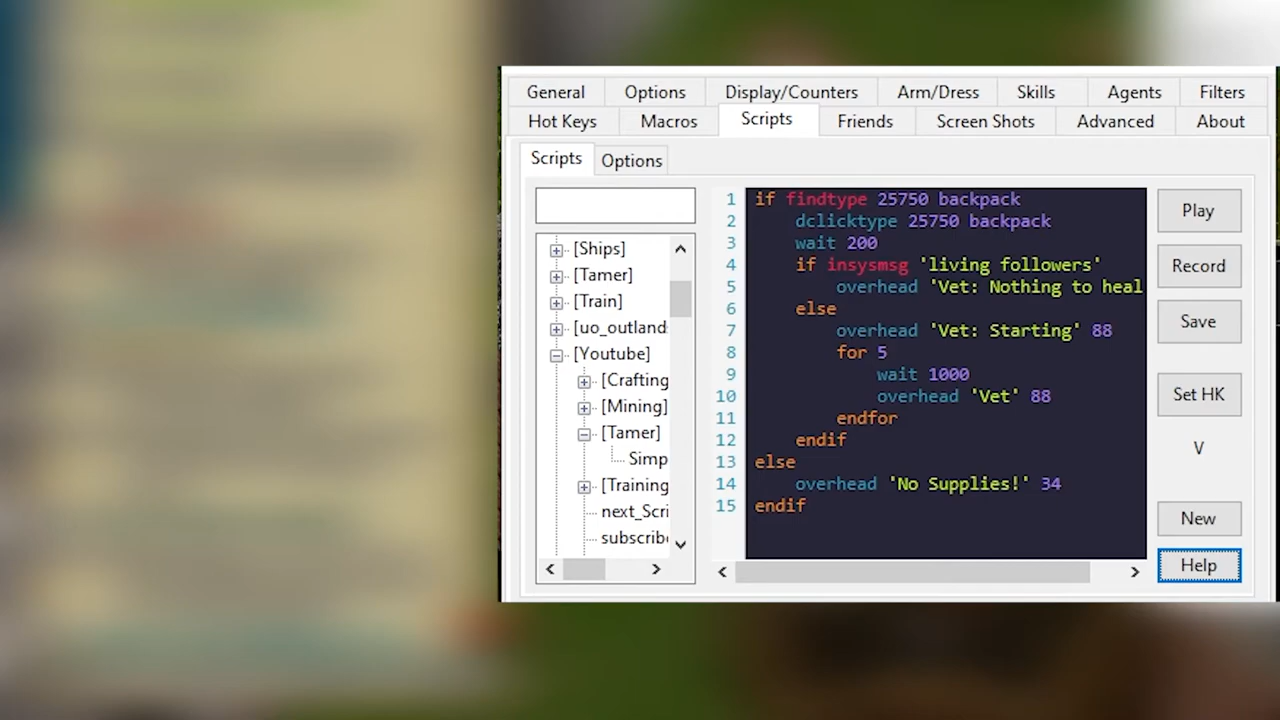 General Options Display/Counters Arm/Dress Skills Agents Filters
Hot Keys Macros Scripts Friends Screen Shots Advanced About
Scripts Options
[Ships]
[Tamer]
[Train]
[uo_outland
[Youtube]
[Crafting
[Mining]
[Tamer]
Simp
[Training
next_Scri
subscrib
1 if findtype 25750 backpack
2 dclicktype 25750 backpack
3 wait 200
4 if insysmsg 'living followers'
5 overhead 'Vet: Nothing to heal
6 else
7 overhead 'Vet: Starting' 88
8 for 5
9 wait 1000
10 overhead 'Vet' 88
11 endfor
12 endif
13 else
14 overhead 'No Supplies!' 34
15 endif
Play
Record
Save
Set HK
V
New
Help